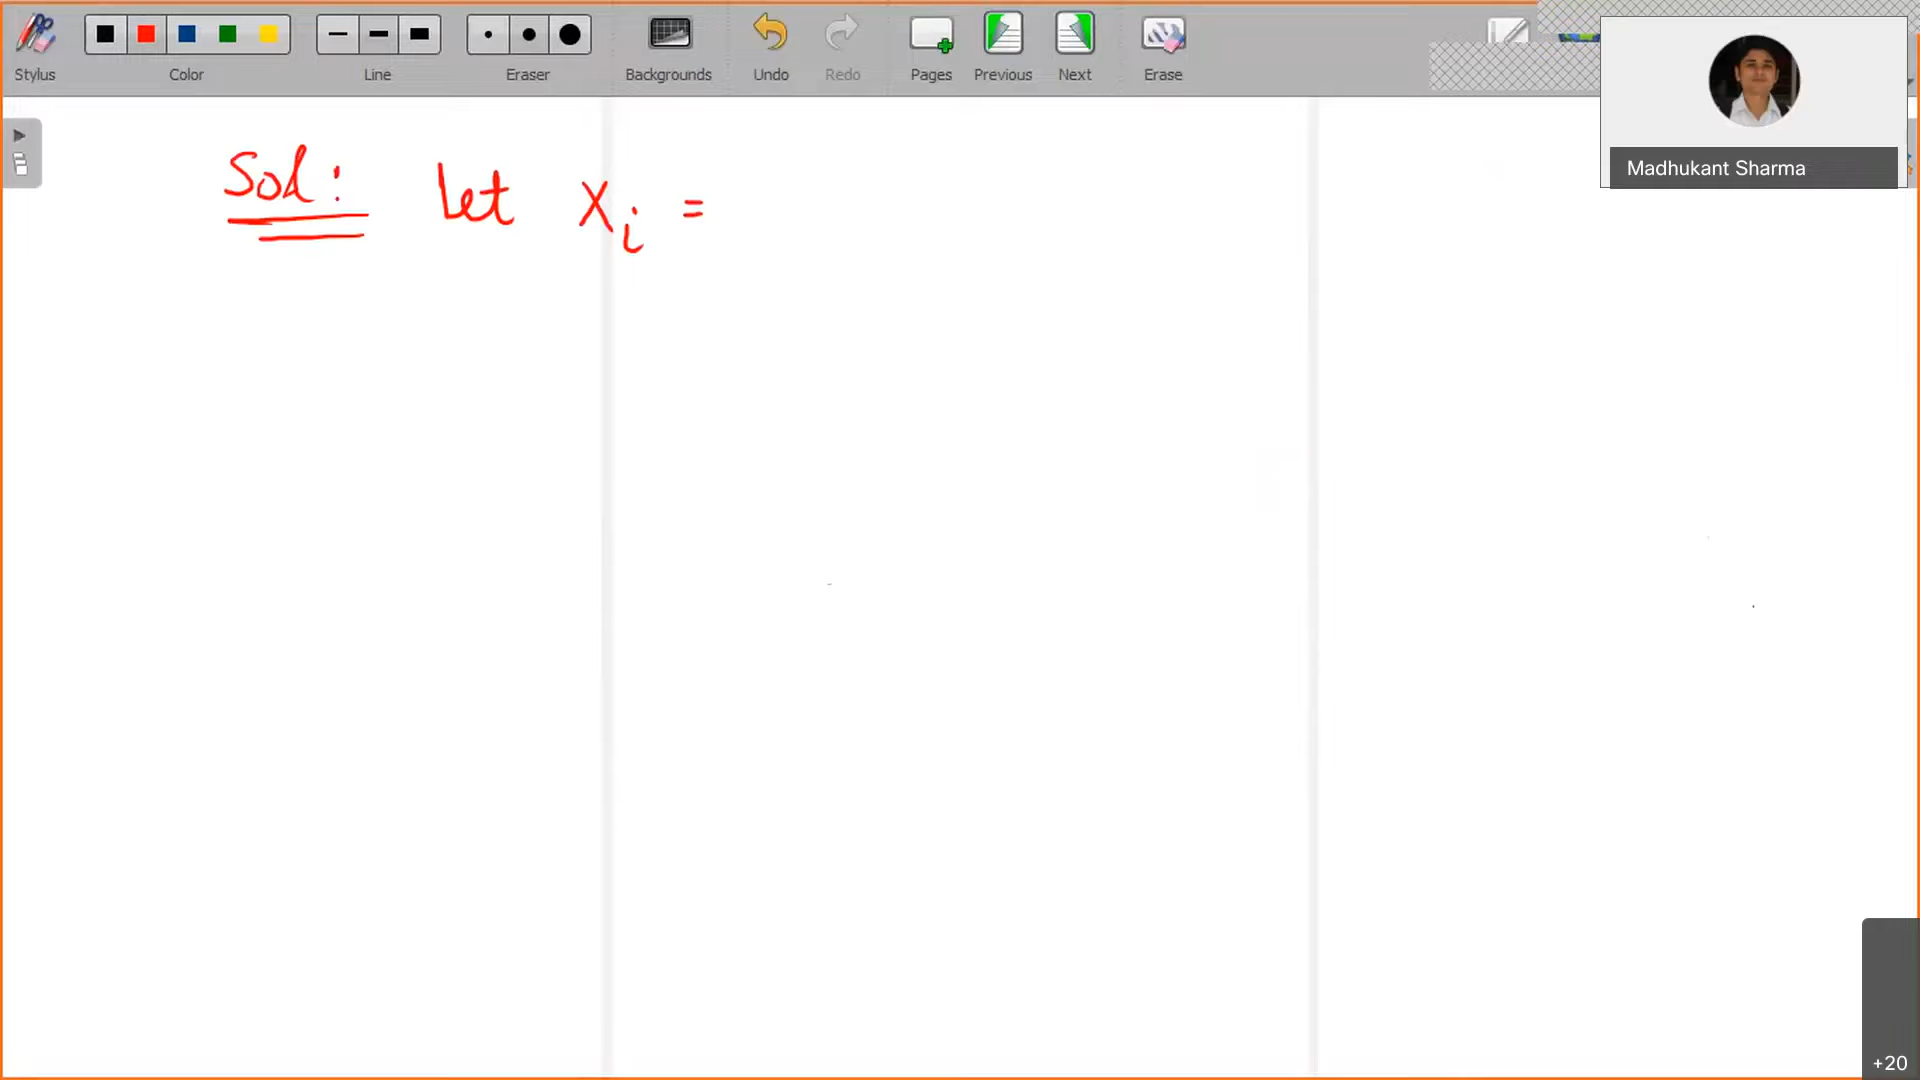 Stylus Color Line Eraser Backgrounds Undo Redo Pages Previous Next Erase
Madhukant Sharma
Sol: Let Xi =
+20